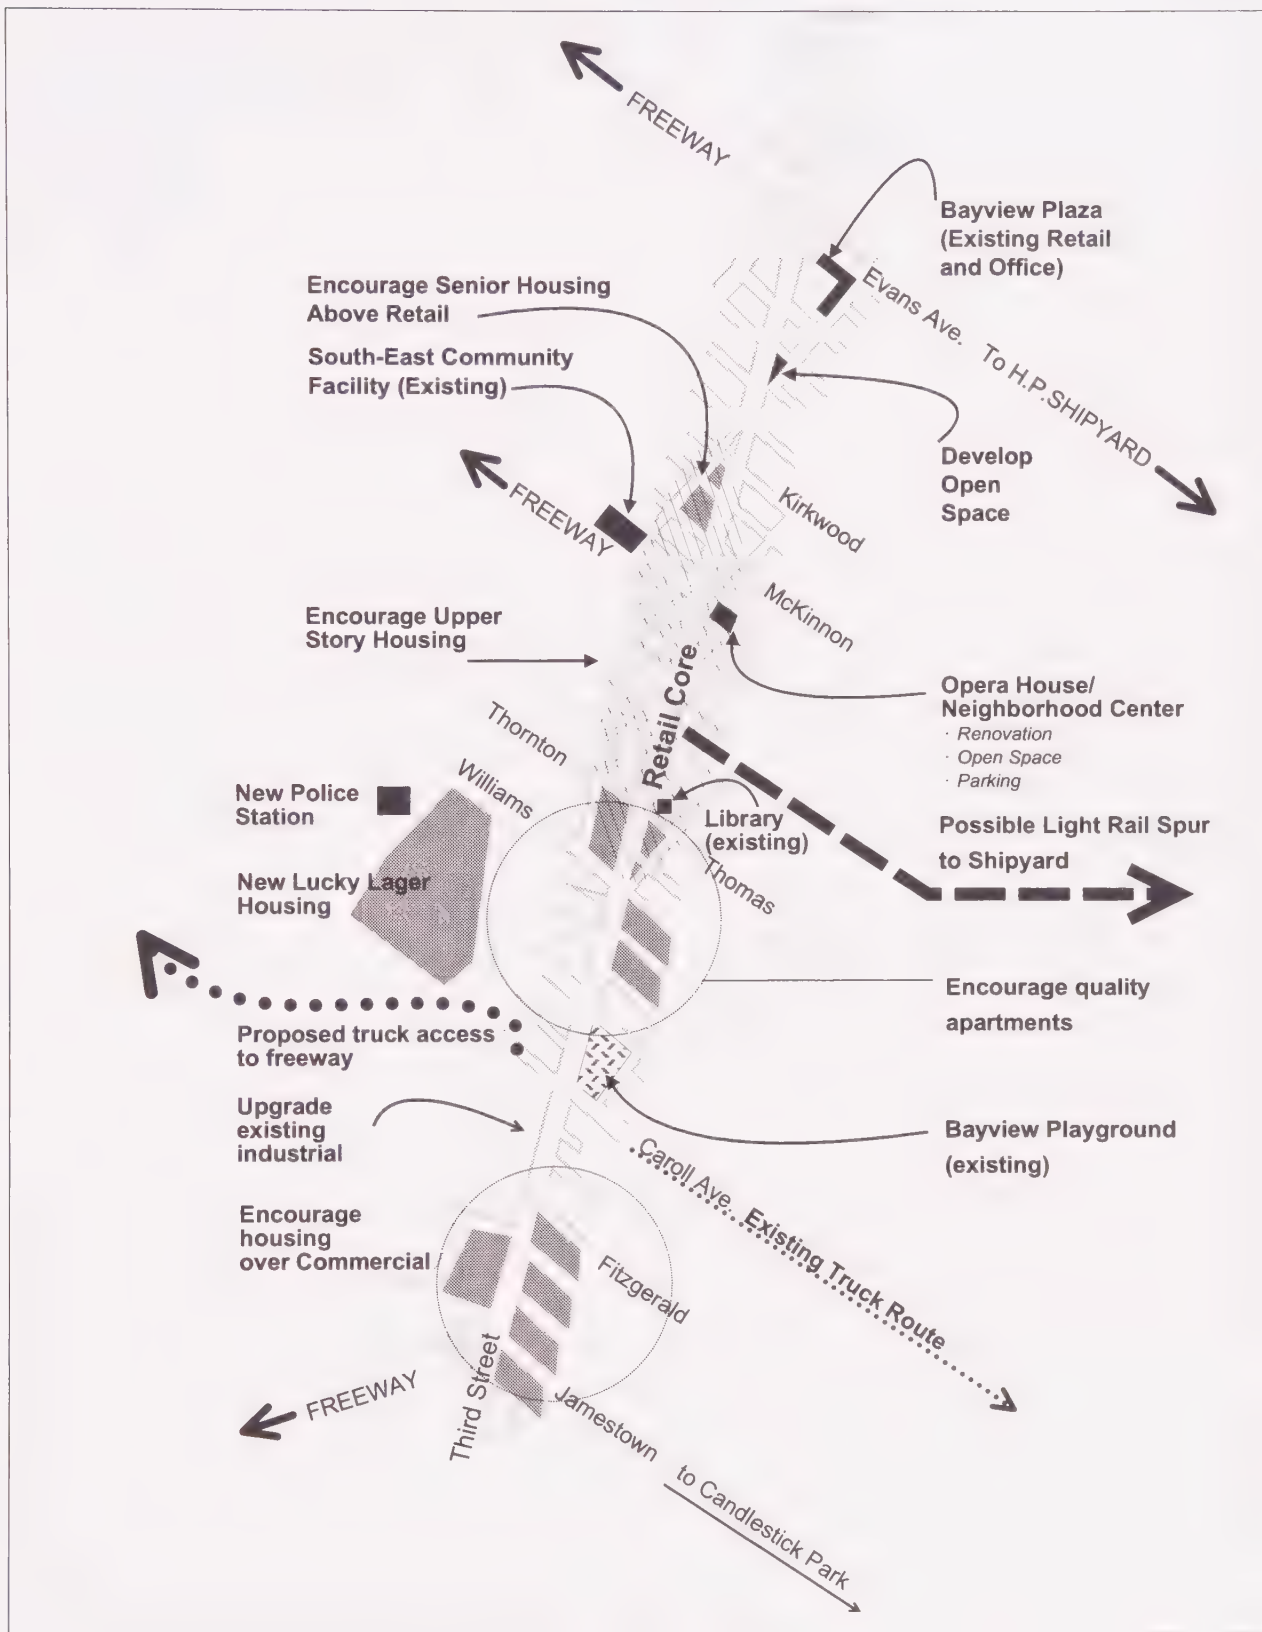 FREEWAY
Bayview Plaza
(Existing Retail
and Office)
Evans Ave. To H.P.SHIPYARD
Encourage Senior Housing
Above Retail
South-East Community
Facility (Existing)
Develop
Open
Space
FREEWAY
Kirkwood
McKinnon
Encourage Upper
Story Housing
Retail Core
Opera House/
Neighborhood Center
· Renovation
· Open Space
· Parking
Thornton
Williams
New Police
Station
Library
(existing)
Thomas
Possible Light Rail Spur
to Shipyard
New Lucky Lager
Housing
Encourage quality
apartments
Proposed truck access
to freeway
Upgrade
existing
industrial
Bayview Playground
(existing)
Caroll Ave. Existing Truck Route
Encourage
housing
over Commercial
Fitzgerald
Third Street
FREEWAY
Jamestown to Candlestick Park